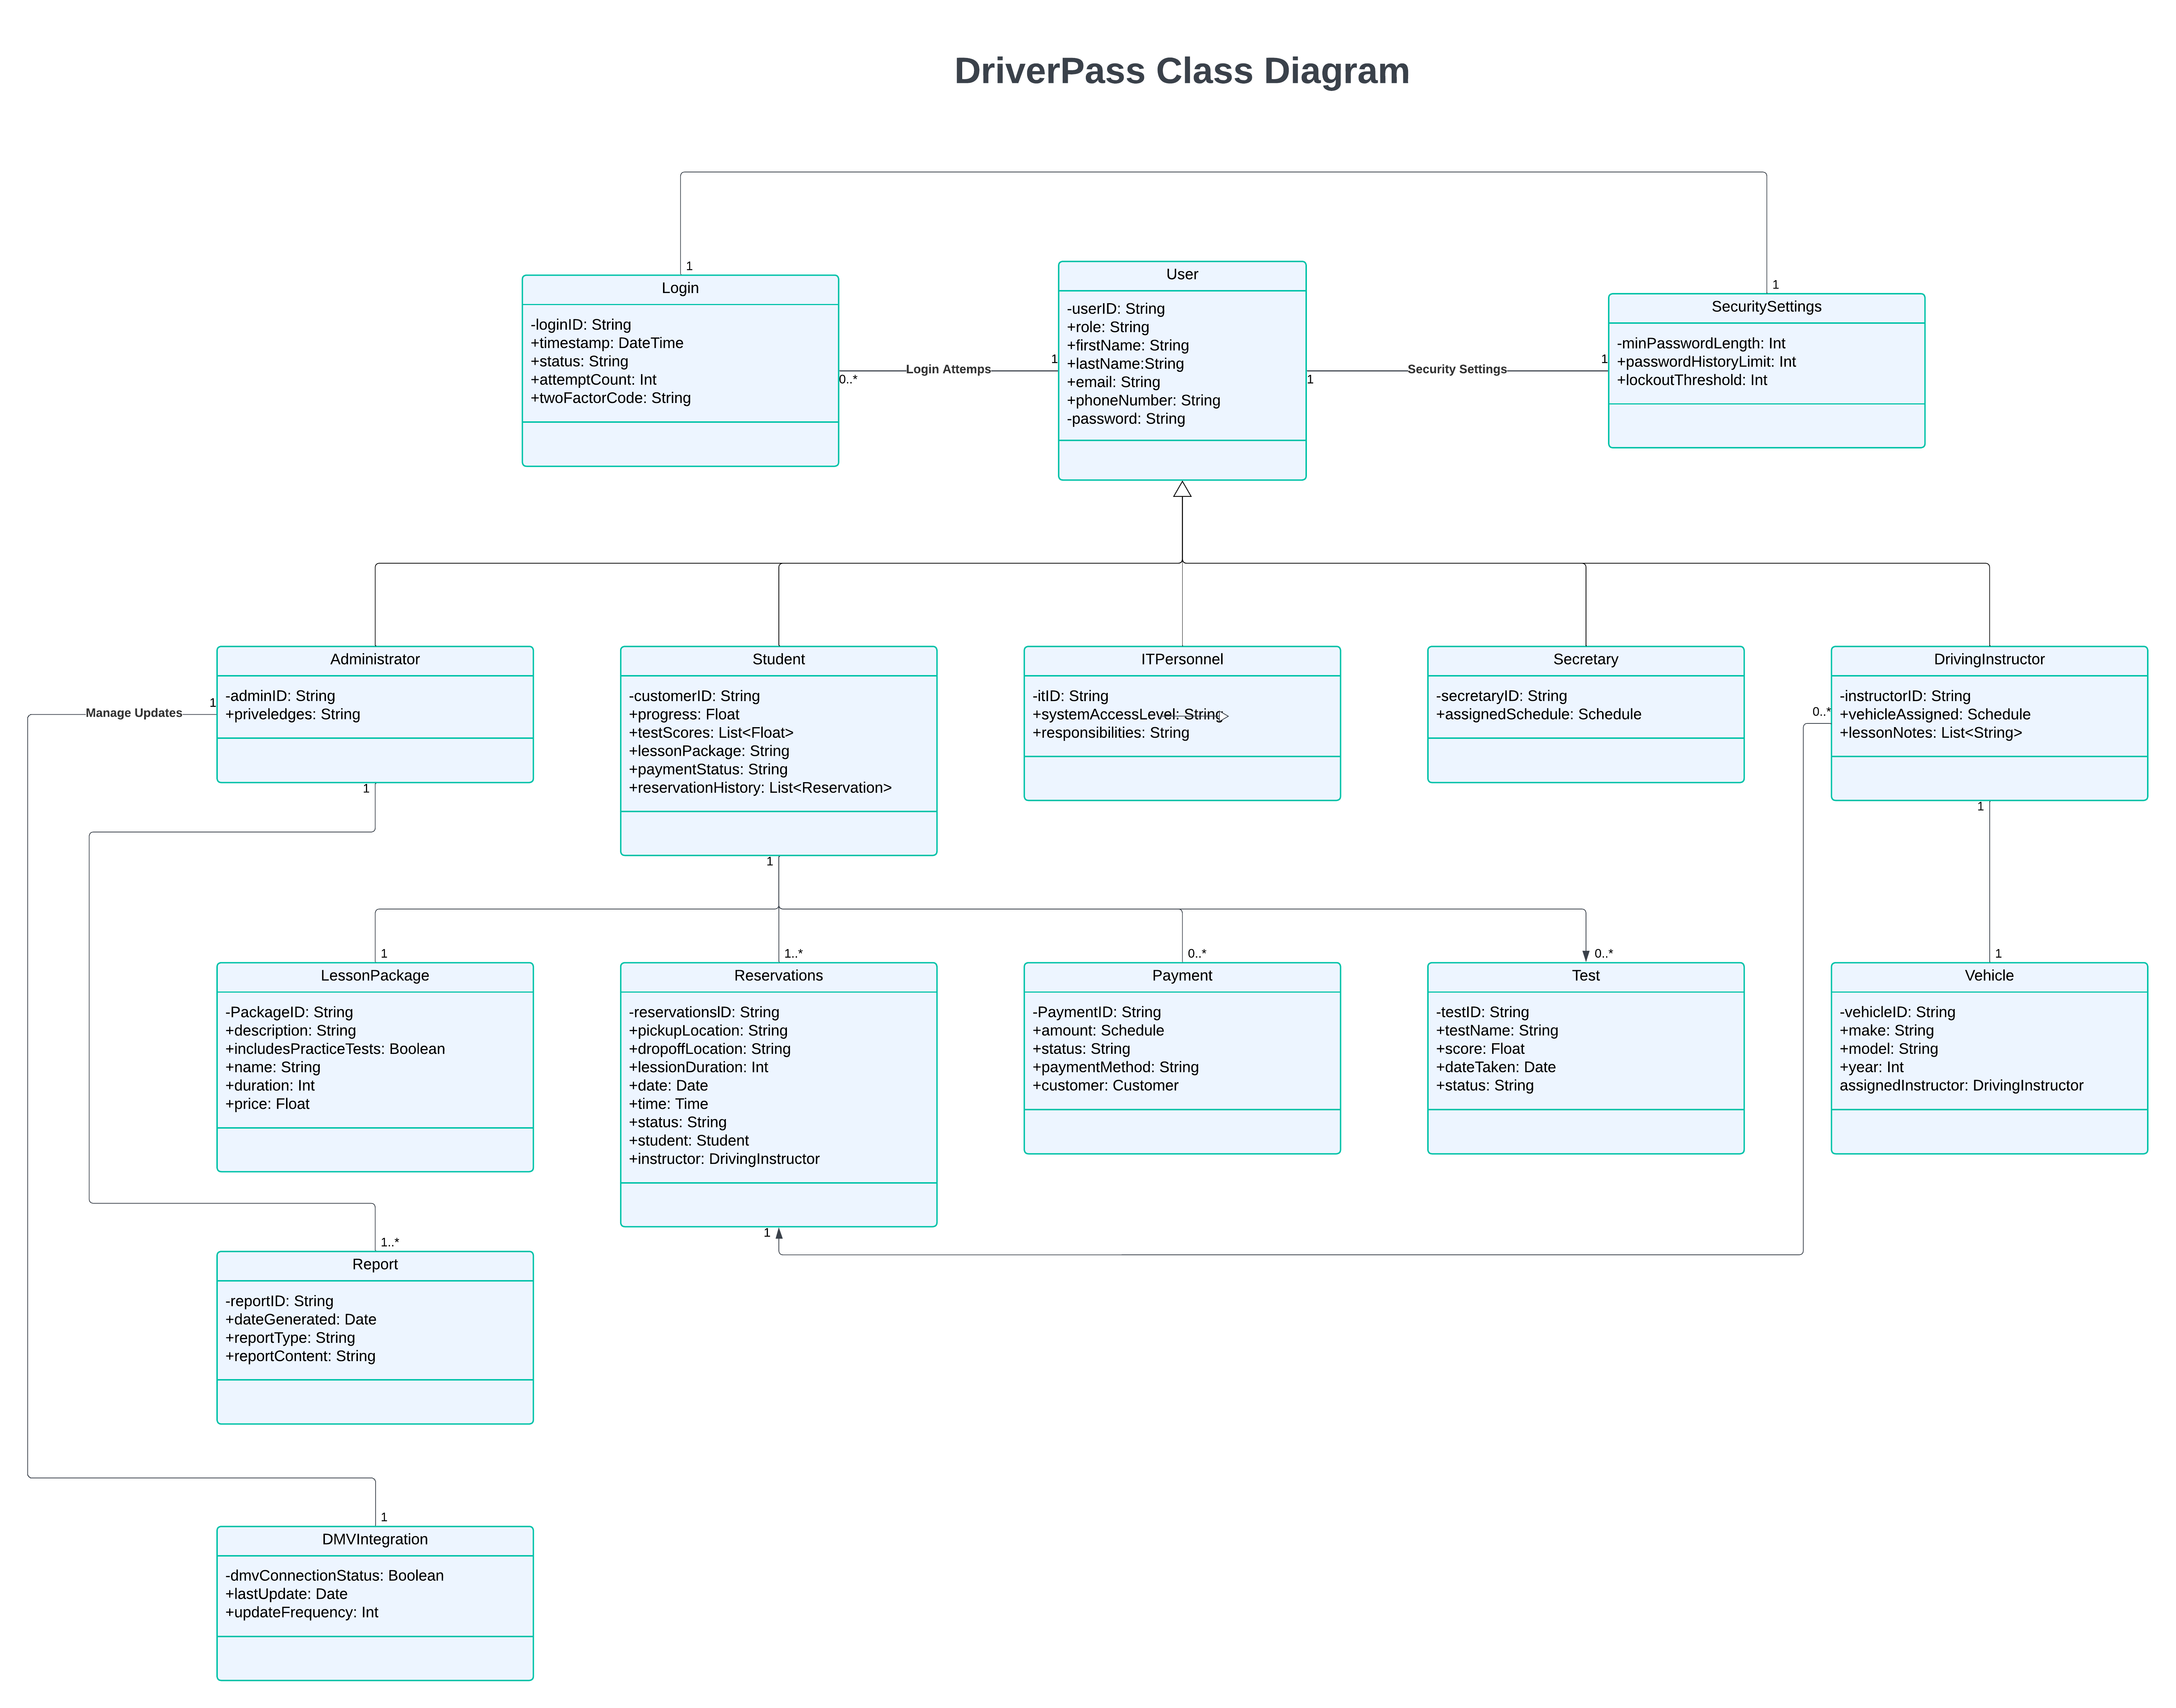 DriverPass Class Diagram
1
1
Login
-loginID: String
+timestamp: DateTime
+status: String
+attemptCount: Int
+twoFactorCode: String
0..*
Login Attemps
1
User
-userID: String
+role: String
+firstName: String
+lastName:String
+email: String
+phoneNumber: String
-password: String
1
Security Settings
1
SecuritySettings
-minPasswordLength: Int
+passwordHistoryLimit: Int
+lockoutThreshold: Int
Manage Updates
1
Administrator
-adminID: String
+priveledges: String
1
Student
-customerID: String
+progress: Float
+testScores: List<Float>
+lessonPackage: String
+paymentStatus: String
+reservationHistory: List<Reservation>
1
ITPersonnel
-itID: String
+systemAccessLevel: String
+responsibilities: String
Secretary
-secretaryID: String
+assignedSchedule: Schedule
0..*
DrivingInstructor
-instructorID: String
+vehicleAssigned: Schedule
+lessonNotes: List<String>
1
1
LessonPackage
-PackageID: String
+description: String
+includesPracticeTests: Boolean
+name: String
+duration: Int
+price: Float
1..*
Reservations
-reservationsID: String
+pickupLocation: String
+dropoffLocation: String
+lessionDuration: Int
+date: Date
+time: Time
+status: String
+student: Student
+instructor: DrivingInstructor
1
0..*
Payment
-PaymentID: String
+amount: Schedule
+status: String
+paymentMethod: String
+customer: Customer
0..*
Test
-testID: String
+testName: String
+score: Float
+dateTaken: Date
+status: String
1
Vehicle
-vehicleID: String
+make: String
+model: String
+year: Int
assignedInstructor: DrivingInstructor
1..*
Report
-reportID: String
+dateGenerated: Date
+reportType: String
+reportContent: String
1
DMVIntegration
-dmvConnectionStatus: Boolean
+lastUpdate: Date
+updateFrequency: Int